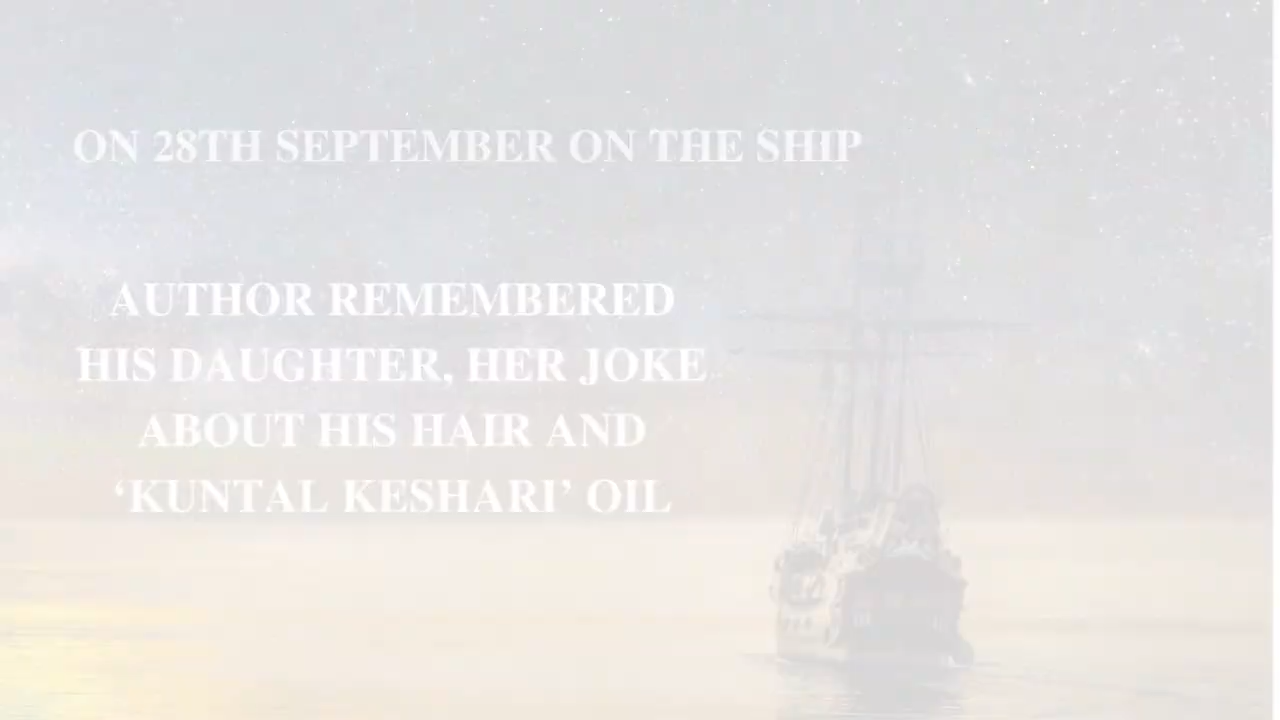 ON 28TH SEPTEMBER ON THE SHIP
AUTHOR REMEMBERED
HIS DAUGHTER, HER JOKE
ABOUT HIS HAIR AND
‘KUNTAL KESHARI’ OIL